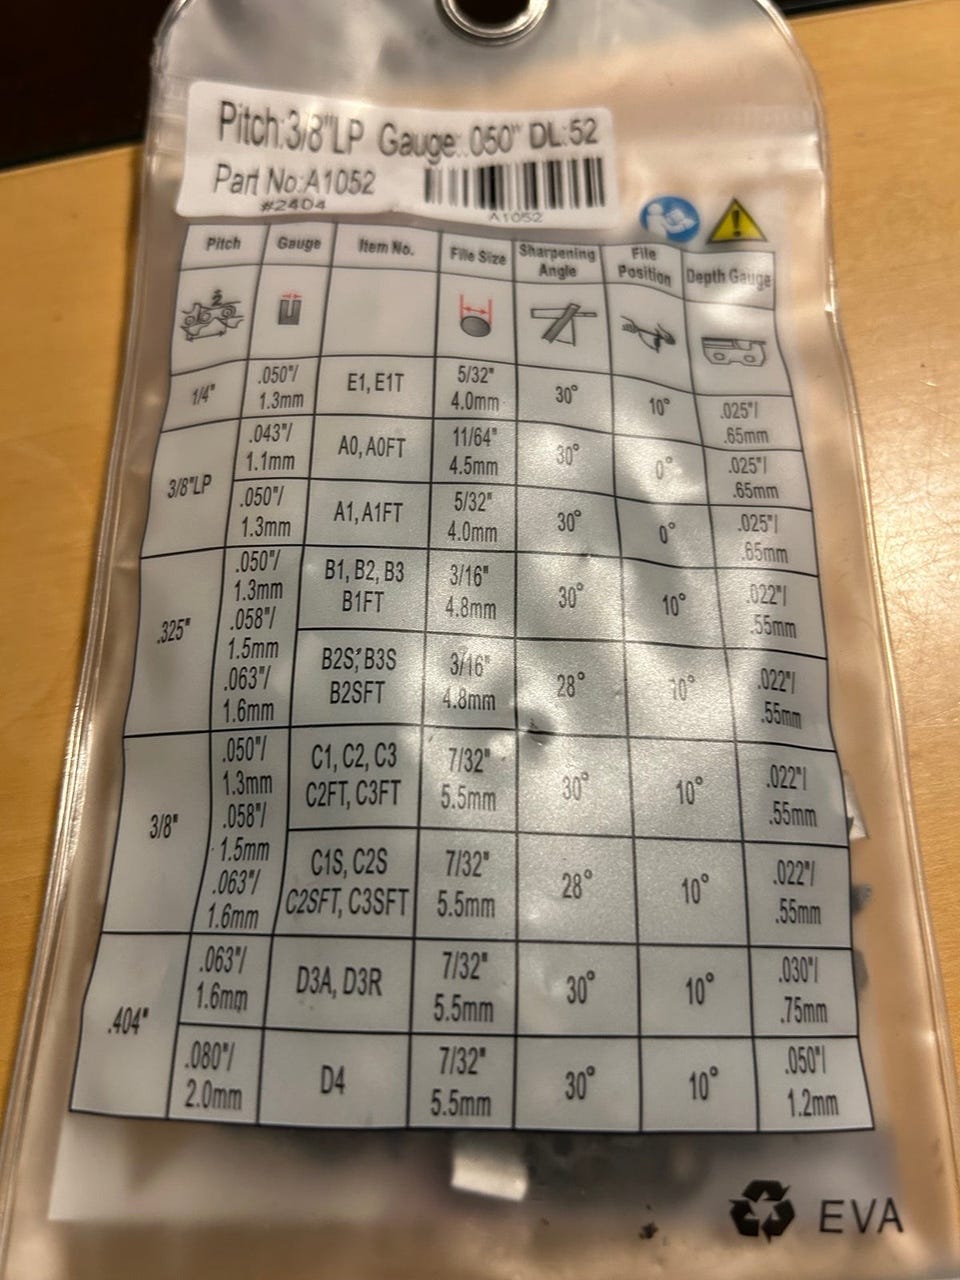 Pitch:3/8"LP Gauge:.050" DL:52
Part No:A1052
#24D4
A1052
Pitch Gauge Item No. File Size Sharpening Angle File Position Depth Gauge
1/4" .050"/ 1.3mm E1, E1T 5/32" 4.0mm 30° 10° .025"/ .65mm
3/8"LP .043"/ 1.1mm A0, A0FT 11/64" 4.5mm 30° 0° .025"/ .65mm
.050"/ 1.3mm A1, A1FT 5/32" 4.0mm 30° 0° .025"/ .65mm
.325" .050"/ 1.3mm .058"/ 1.5mm .063"/ 1.6mm B1, B2, B3 B1FT 3/16" 4.8mm 30° 10° .022"/ .55mm
B2S, B3S B2SFT 3/16" 4.8mm 28° 10° .022"/ .55mm
3/8" .050"/ 1.3mm .058"/ 1.5mm .063"/ 1.6mm C1, C2, C3 C2FT, C3FT 7/32" 5.5mm 30° 10° .022"/ .55mm
C1S, C2S C2SFT, C3SFT 7/32" 5.5mm 28° 10° .022"/ .55mm
.404" .063"/ 1.6mm D3A, D3R 7/32" 5.5mm 30° 10° .030"/ .75mm
.080"/ 2.0mm D4 7/32" 5.5mm 30° 10° .050"/ 1.2mm
EVA